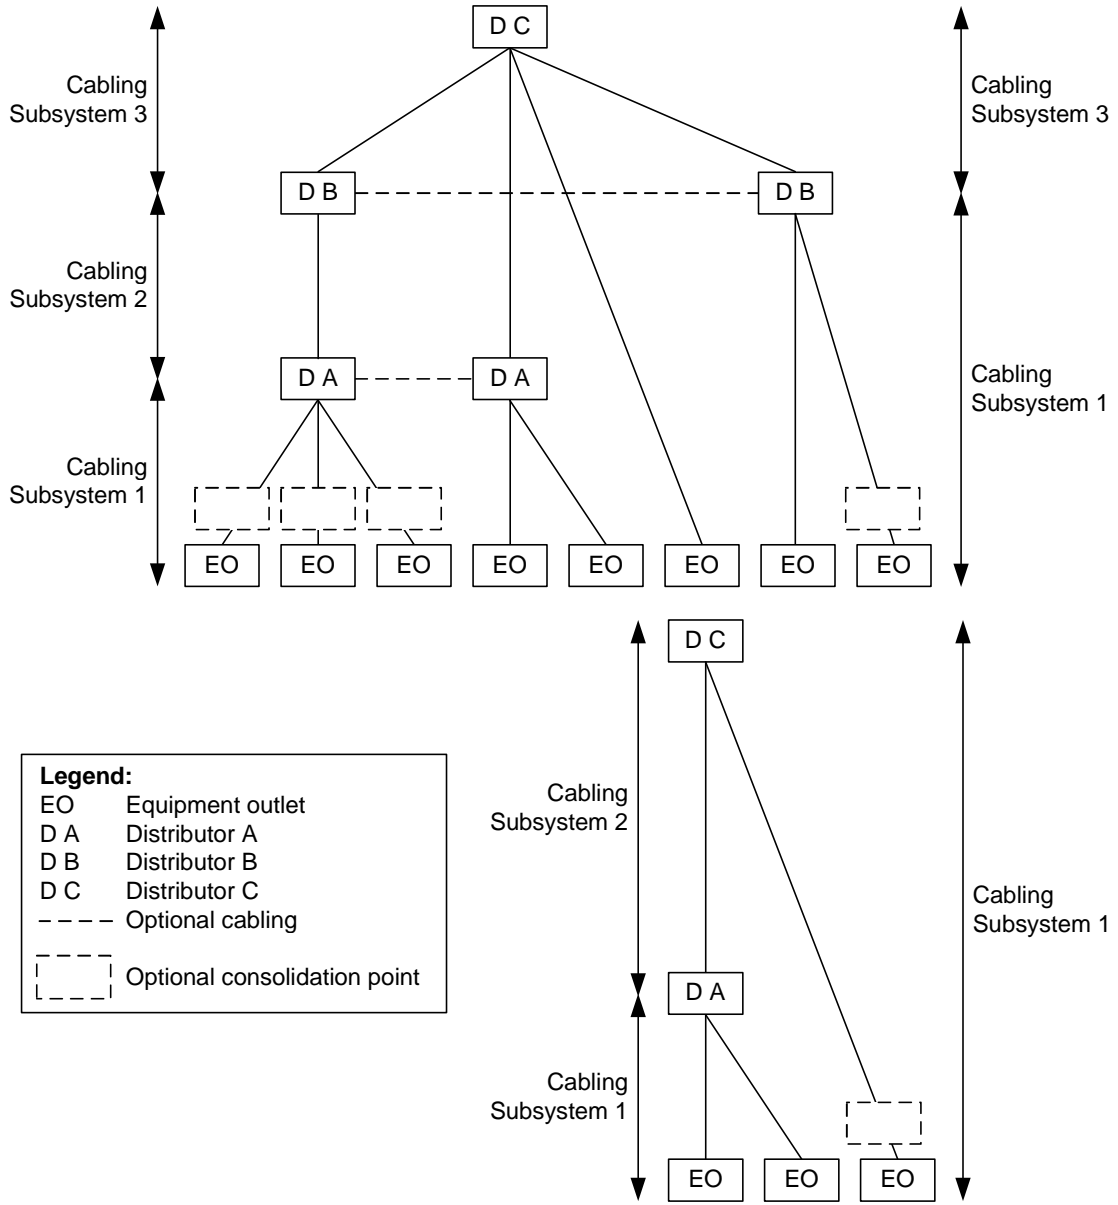 D C
Cabling
Subsystem 3
Cabling
Subsystem 3
D B
D B
Cabling
Subsystem 2
D A
D A
Cabling
Subsystem 1
Cabling
Subsystem 1
EO
EO
EO
EO
EO
EO
EO
EO
D C
Legend:
EO Equipment outlet
D A Distributor A
D B Distributor B
D C Distributor C
Optional cabling
Optional consolidation point
Cabling
Subsystem 2
Cabling
Subsystem 1
D A
Cabling
Subsystem 1
EO
EO
EO